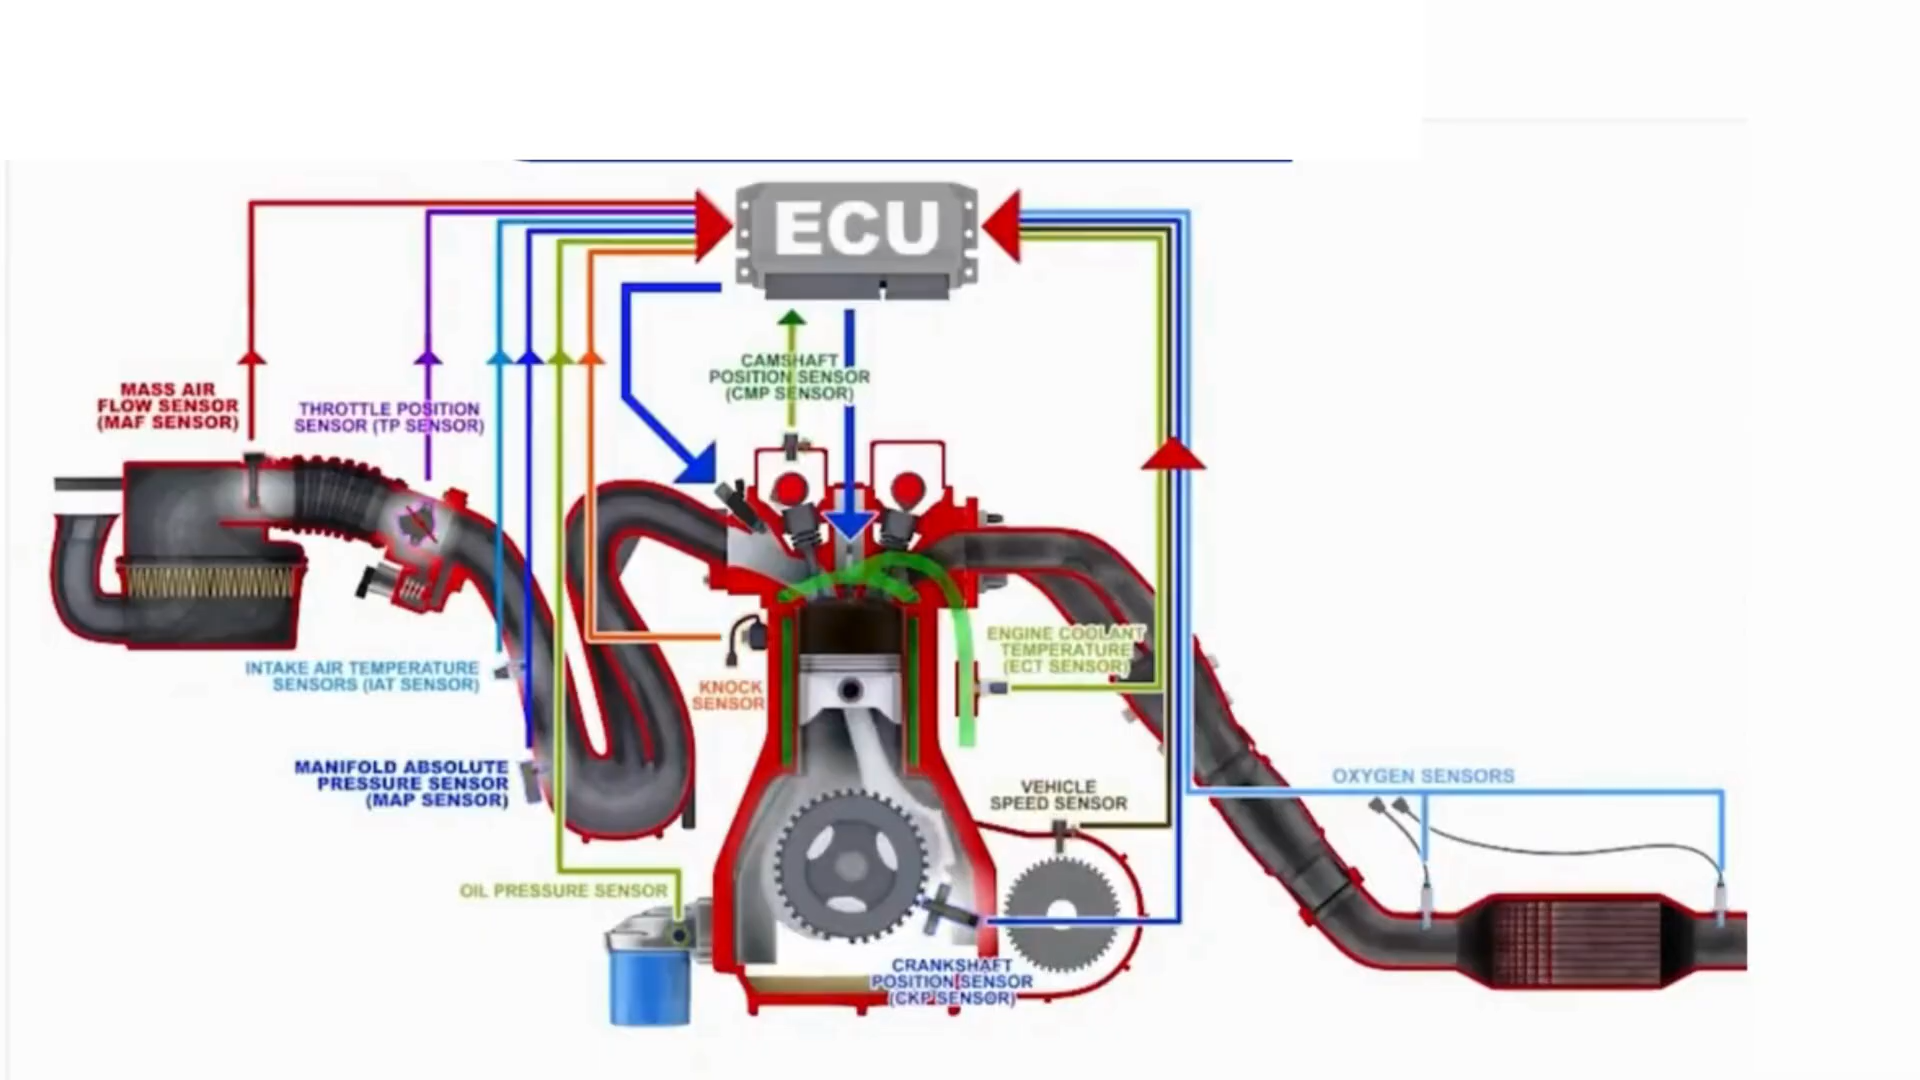 ECU
CAMSHAFT
POSITION SENSOR
(CMP SENSOR)
MASS AIR
FLOW SENSOR
(MAF SENSOR)
THROTTLE POSITION
SENSOR (TP SENSOR)
ENGINE COOLANT
TEMPERATURE
(ECT SENSOR)
INTAKE AIR TEMPERATURE
SENSORS (IAT SENSOR)
KNOCK
SENSOR
MANIFOLD ABSOLUTE
PRESSURE SENSOR
(MAP SENSOR)
VEHICLE
SPEED SENSOR
OXYGEN SENSORS
OIL PRESSURE SENSOR
CRANKSHAFT
POSITION SENSOR
(CKP SENSOR)